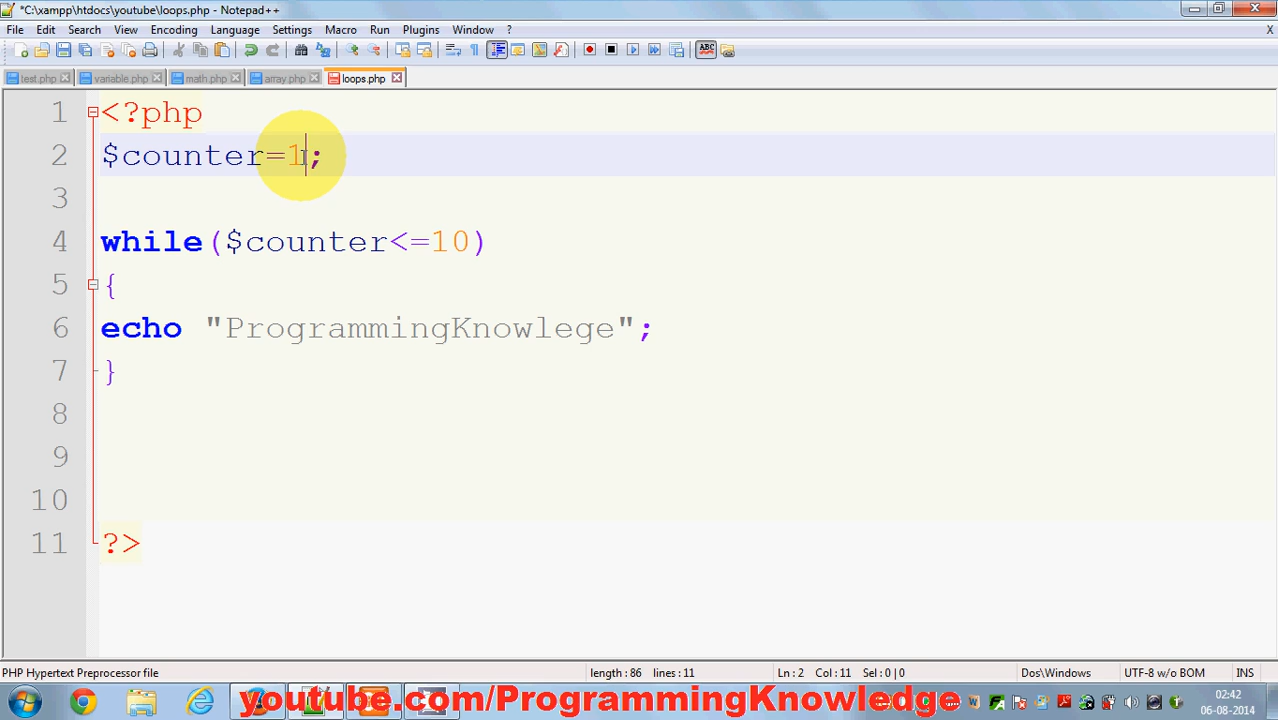 *C:\xampp\htdocs\youtube\loops.php - Notepad++
File Edit Search View Encoding Language Settings Macro Run Plugins Window ? X
test.php variable.php math.php array.php loops.php
1 <?php
2 $counter=1;
3
4 while($counter<=10)
5 {
6 echo "ProgrammingKnowlege";
7 }
8
9
10
11 ?>
PHP Hypertext Preprocessor file length : 86 lines : 11 Ln : 2 Col : 11 Sel : 0 | 0 Dos\Windows UTF-8 w/o BOM INS
youtube.com/ProgrammingKnowledge
02:42
06-08-2014